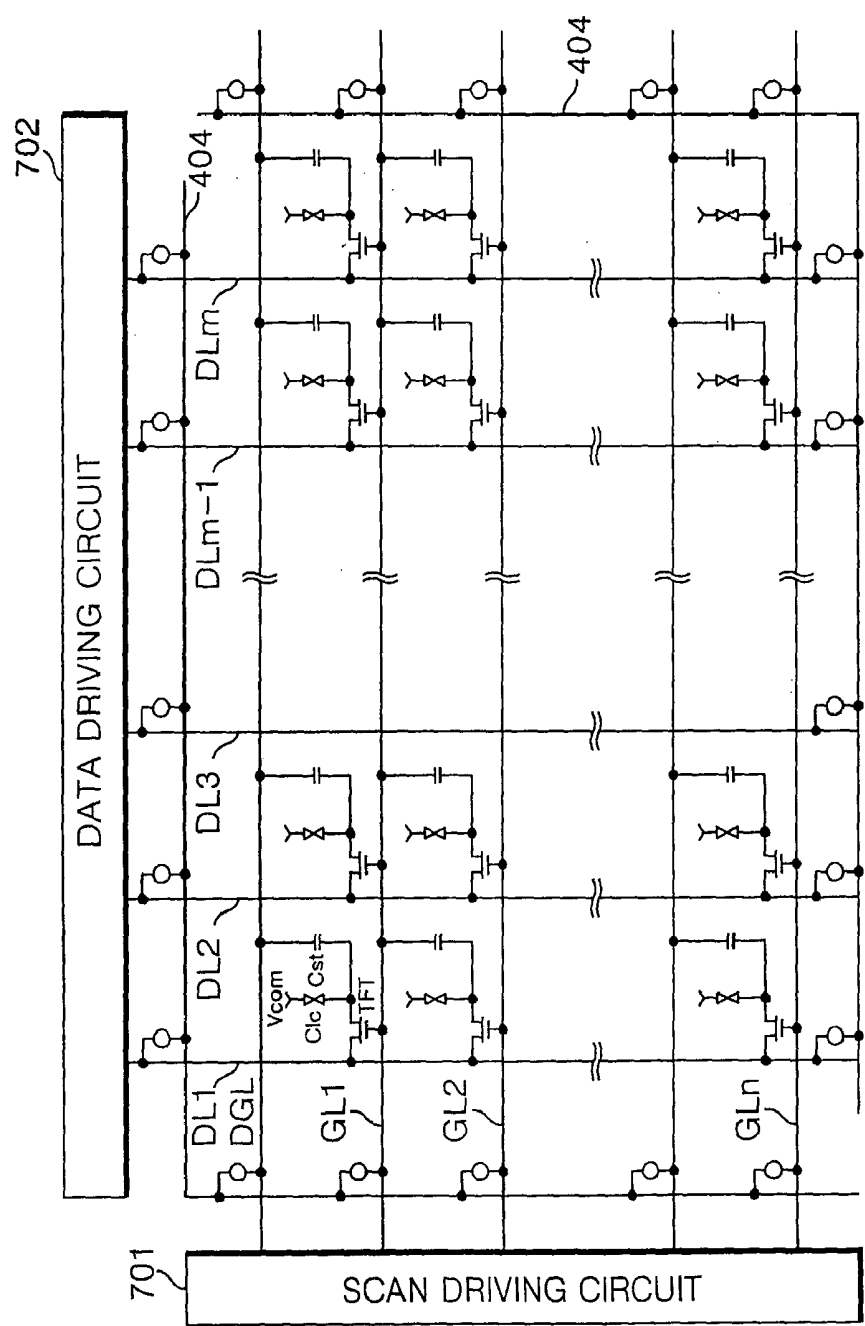 702
DATA DRIVING CIRCUIT
404
DL1
DL2
DL3
DLm-1
DLm
DGL
Vcom
Clc
Cst
TFT
GL1
GL2
GLn
404
701
SCAN DRIVING CIRCUIT